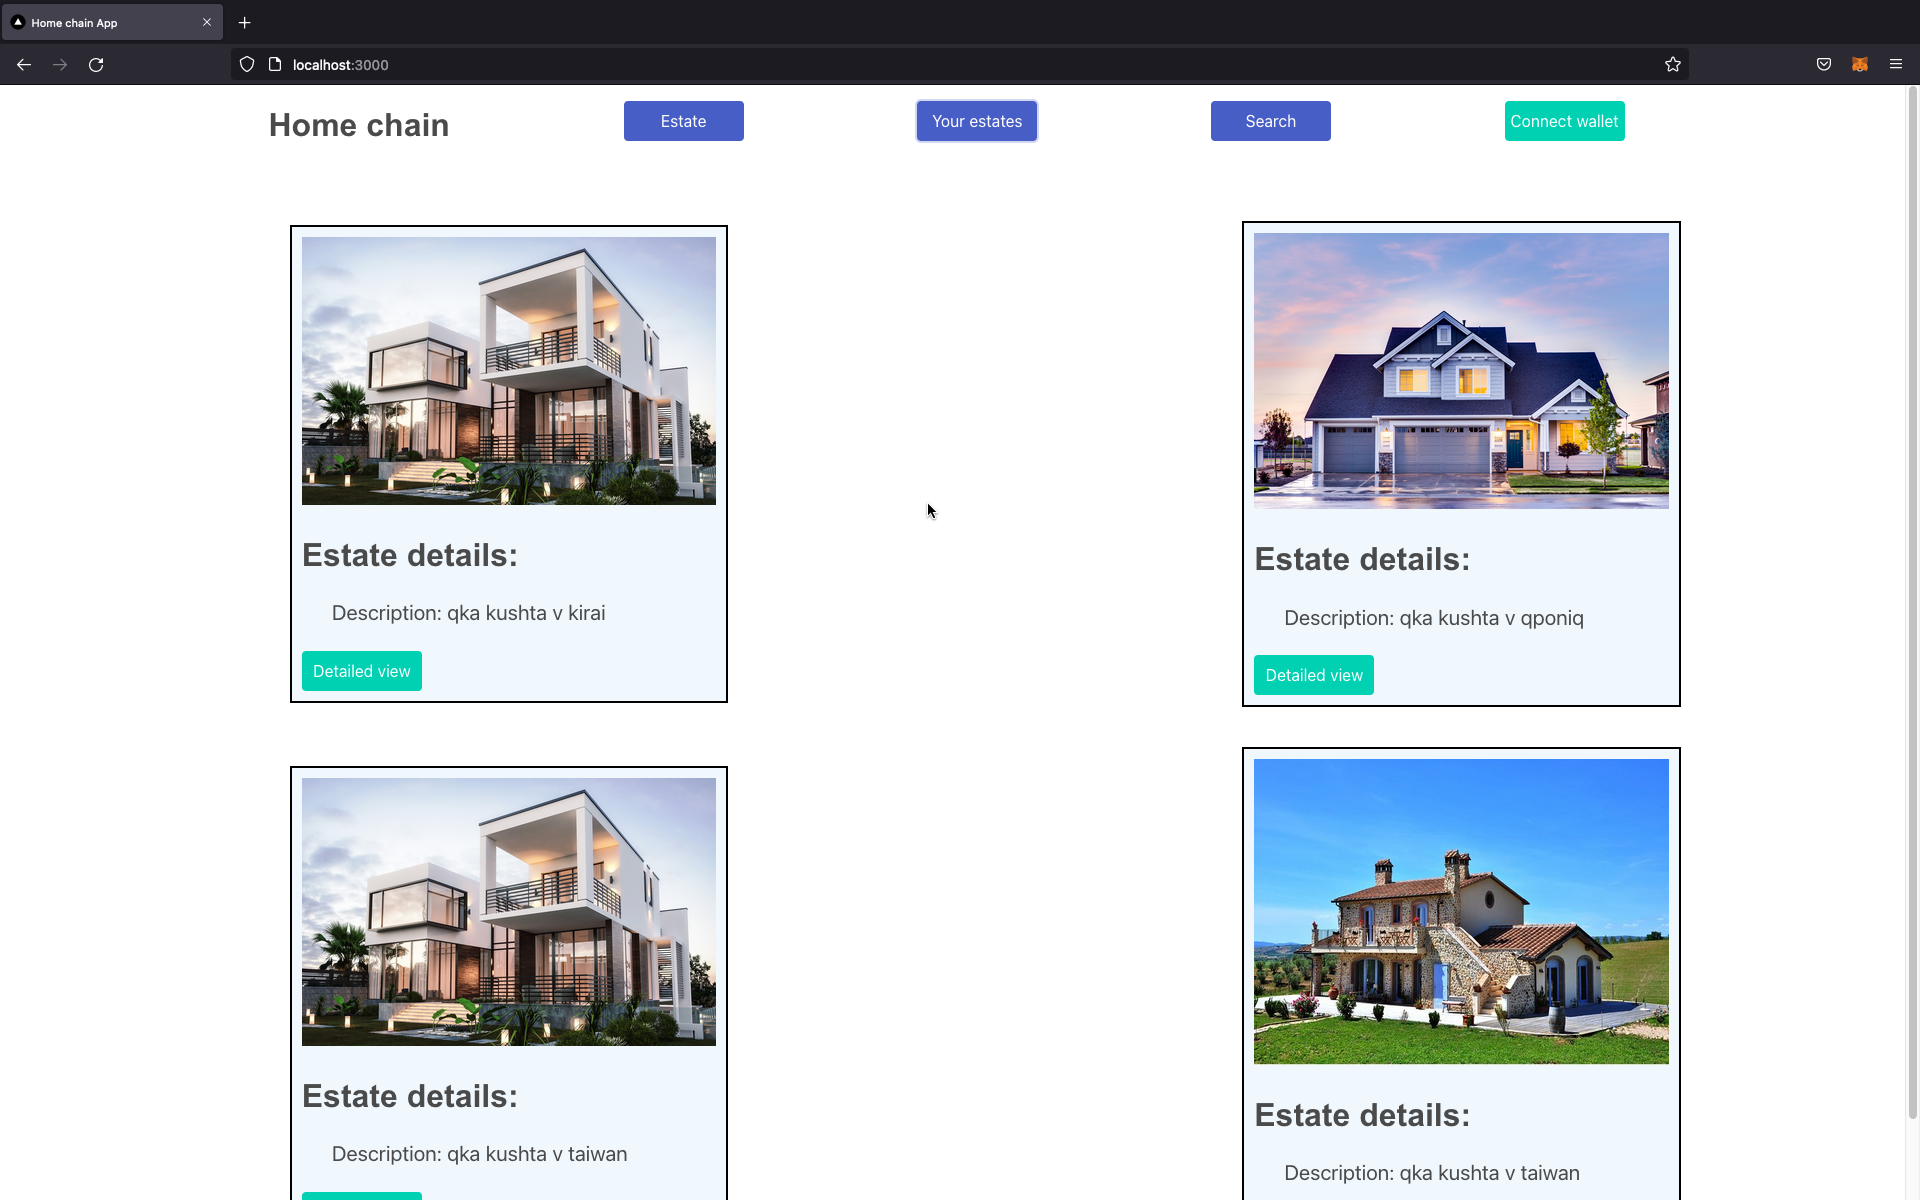 Home chain App
localhost:3000
Home chain
Estate
Your estates
Search
Connect wallet
Estate details:
Description: qka kushta v kirai
Detailed view
Estate details:
Description: qka kushta v qponiq
Detailed view
Estate details:
Description: qka kushta v taiwan
Estate details:
Description: qka kushta v taiwan